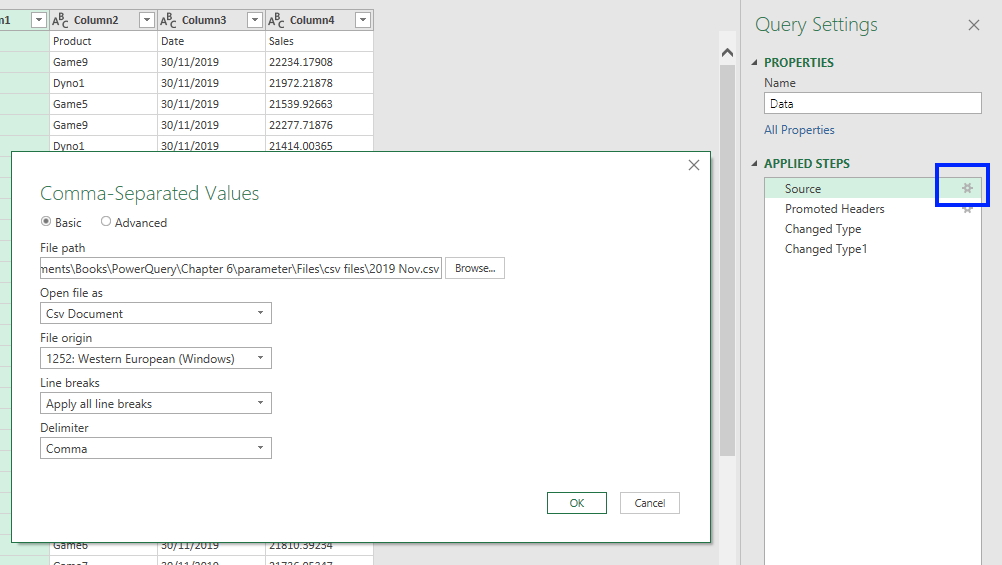 n1 ABC Column2 ABC Column3 ABC Column4
Product Date Sales
Game9 30/11/2019 22234.17908
Dyno1 30/11/2019 21972.21878
Game5 30/11/2019 21539.92663
Game9 30/11/2019 22277.71876
Dyno1 30/11/2019 21414.00365
Comma-Separated Values
Basic Advanced
File path
ments\Books\PowerQuery\Chapter 6\parameter\Files\csv files\2019 Nov.csv Browse...
Open file as
Csv Document
File origin
1252: Western European (Windows)
Line breaks
Apply all line breaks
Delimiter
Comma
OK Cancel
Game6 30/11/2019 21810.39234
30/11/2019
Query Settings
PROPERTIES
Name
Data
All Properties
APPLIED STEPS
Source
Promoted Headers
Changed Type
Changed Type1